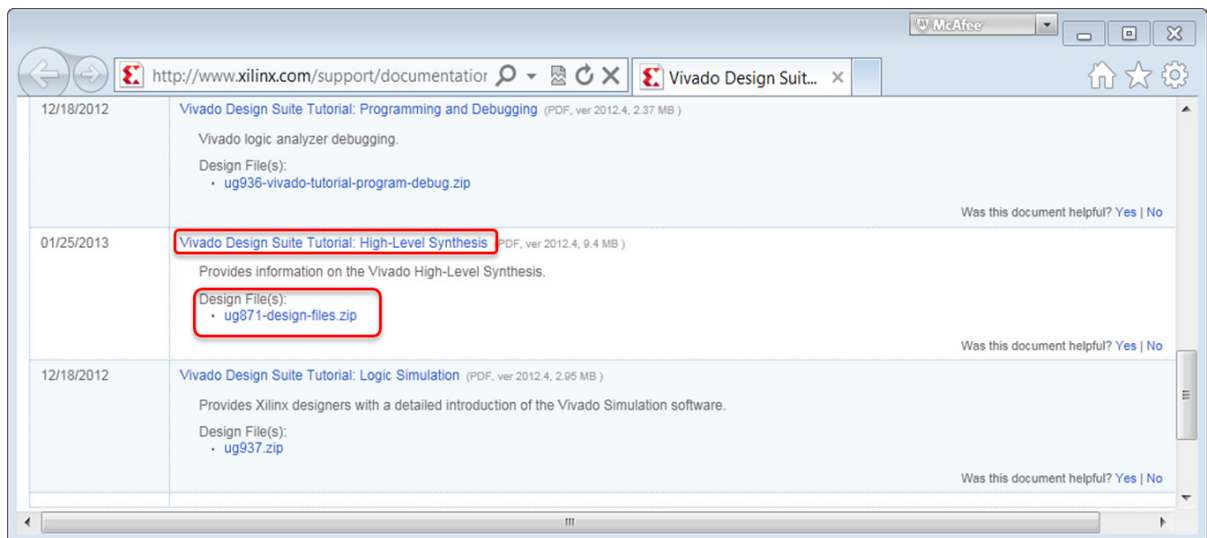 McAfee
http://www.xilinx.com/support/documentation
Vivado Design Suit...
12/18/2012
Vivado Design Suite Tutorial: Programming and Debugging (PDF, ver 2012.4, 2.37 MB )
Vivado logic analyzer debugging.
Design File(s):
• ug936-vivado-tutorial-program-debug.zip
Was this document helpful? Yes | No
01/25/2013
Vivado Design Suite Tutorial: High-Level Synthesis (PDF, ver 2012.4, 9.4 MB )
Provides information on the Vivado High-Level Synthesis.
Design File(s):
• ug871-design-files.zip
Was this document helpful? Yes | No
12/18/2012
Vivado Design Suite Tutorial: Logic Simulation (PDF, ver 2012.4, 2.95 MB )
Provides Xilinx designers with a detailed introduction of the Vivado Simulation software.
Design File(s):
• ug937.zip
Was this document helpful? Yes | No